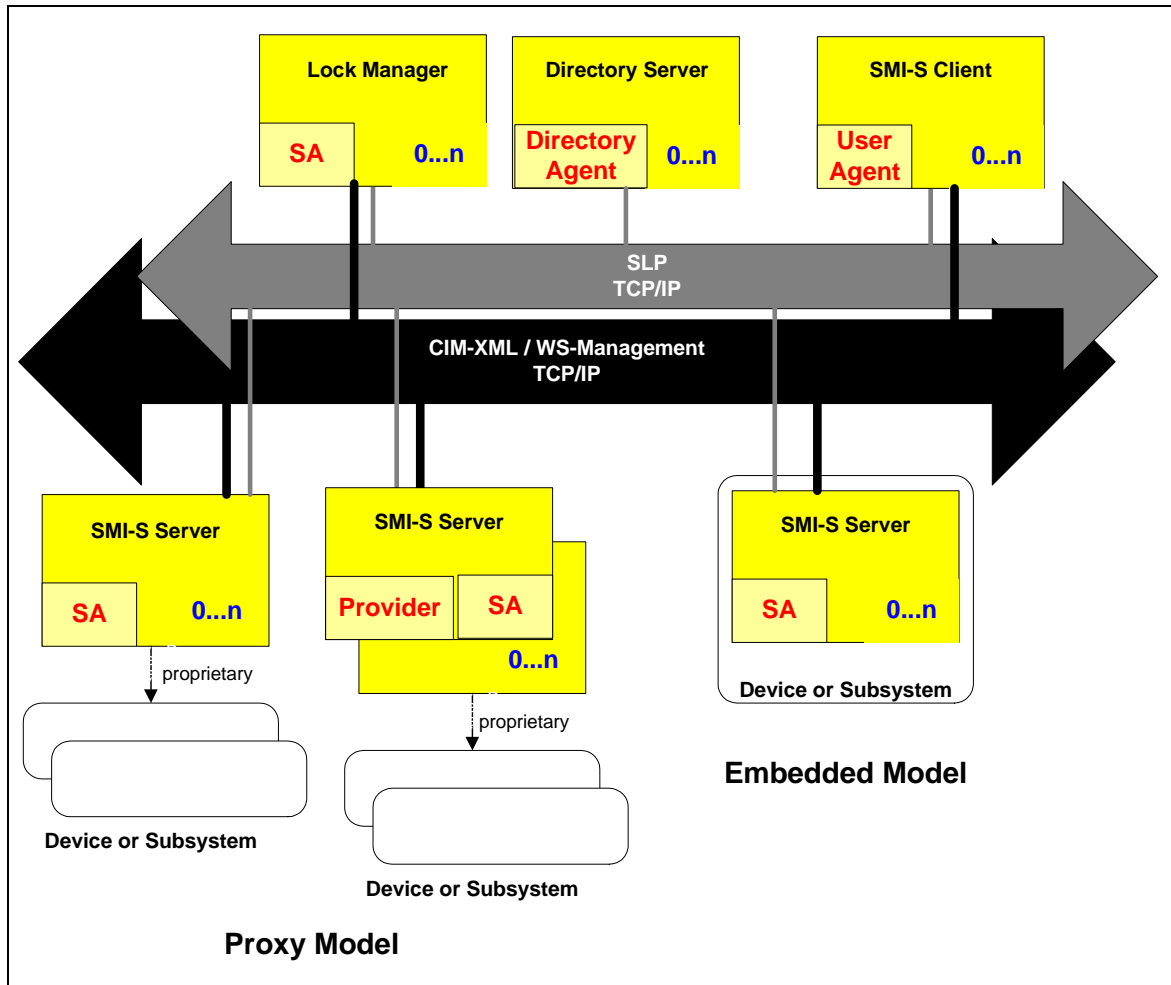 Lock Manager
SA
0...n
Directory Server
Directory
Agent
0...n
SMI-S Client
User
Agent
0...n
SLP
TCP/IP
CIM-XML / WS-Management
TCP/IP
SMI-S Server
SA
0...n
proprietary
Device or Subsystem
SMI-S Server
Provider
SA
0...n
proprietary
Device or Subsystem
Proxy Model
SMI-S Server
SA
0...n
Device or Subsystem
Embedded Model